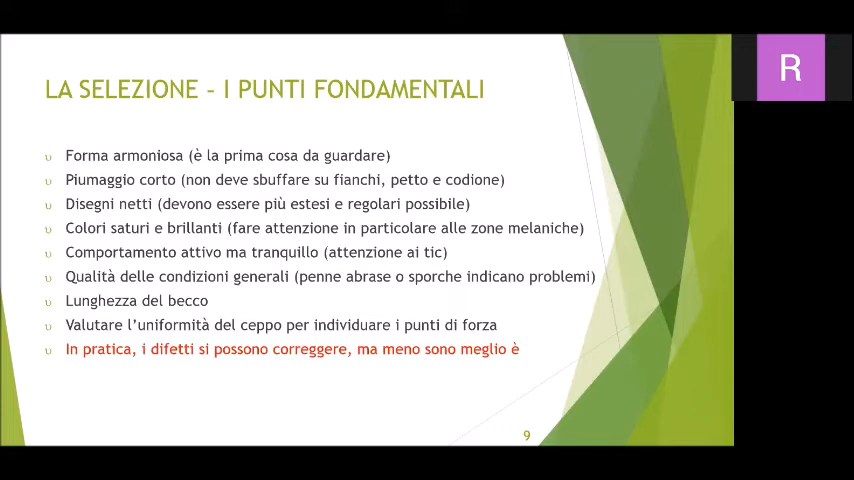 LA SELEZIONE – I PUNTI FONDAMENTALI
R
υ Forma armoniosa (è la prima cosa da guardare)
υ Piumaggio corto (non deve sbuffare su fianchi, petto e codione)
υ Disegni netti (devono essere più estesi e regolari possibile)
υ Colori saturi e brillanti (fare attenzione in particolare alle zone melaniche)
υ Comportamento attivo ma tranquillo (attenzione ai tic)
υ Qualità delle condizioni generali (penne abrase o sporche indicano problemi)
υ Lunghezza del becco
υ Valutare l’uniformità del ceppo per individuare i punti di forza
υ In pratica, i difetti si possono correggere, ma meno sono meglio è
9